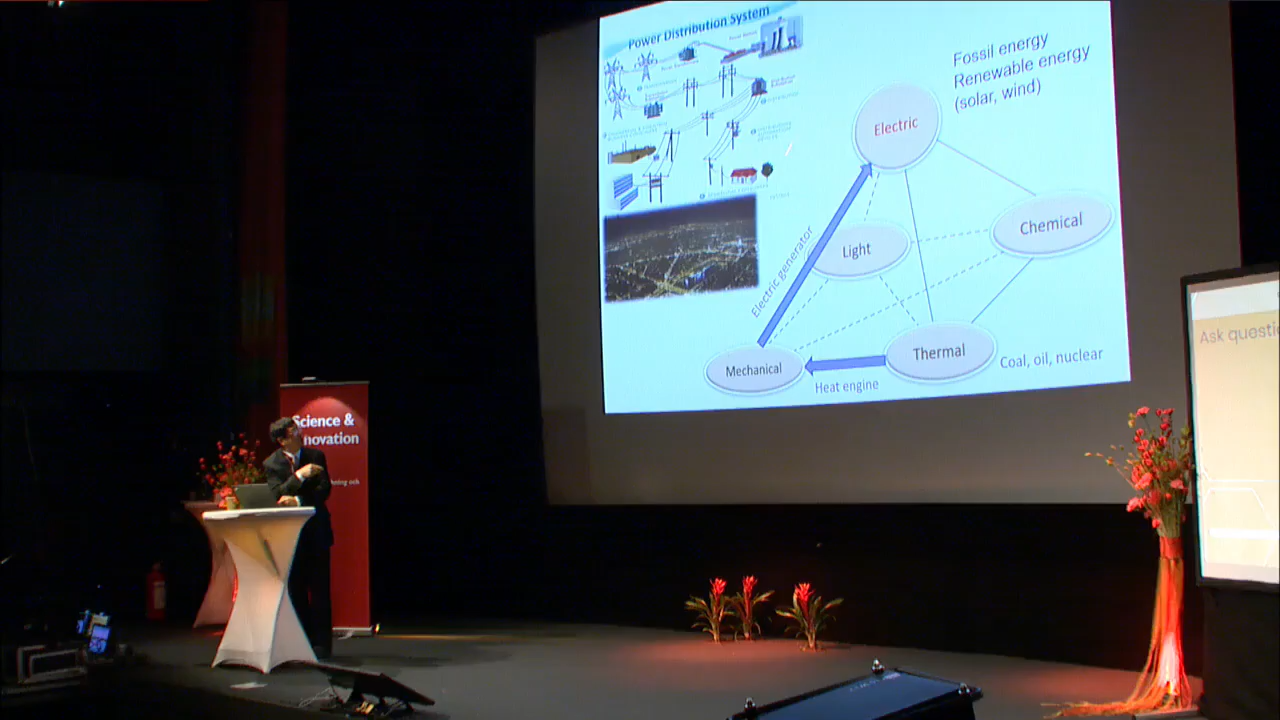 Power Distribution System
Fossil energy
Renewable energy
(solar, wind)
Electric
Chemical
Light
Electric generator
Thermal
Mechanical
Heat engine
Coal, oil, nuclear
Science &
novation
Ask questi